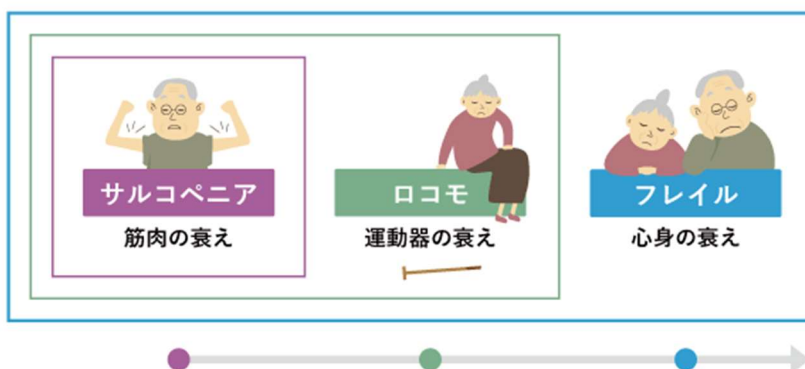 サルコペニア
筋肉の衰え
ロコモ
運動器の衰え
フレイル
心身の衰え